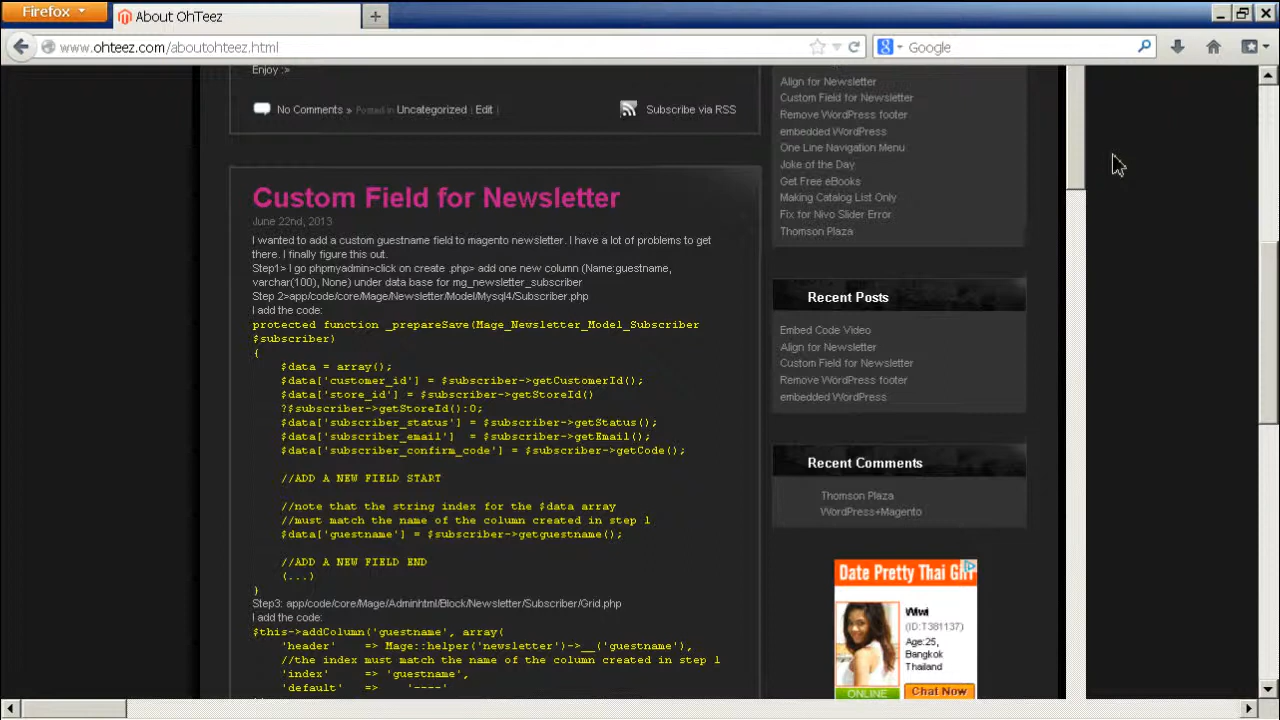 Firefox
About OhTeez
www.ohteez.com/aboutohteez.html
Google
Enjoy :»
No Comments » Posted in Uncategorized | Edit |
Subscribe via RSS
Custom Field for Newsletter
June 22nd, 2013
I wanted to add a custom guestname field to magento newsletter. I have a lot of problems to get
there. I finally figure this out.
Step1> I go phpmyadmin>click on create .php> add one new column (Name:guestname,
varchar(100), None) under data base for mg_newsletter_subscriber
Step 2>app/code/core/Mage/Newsletter/Model/Mysql4/Subscriber.php
I add the code:
protected function _prepareSave(Mage_Newsletter_Model_Subscriber
$subscriber)
{
$data = array();
$data['customer_id'] = $subscriber->getCustomerId();
$data['store_id'] = $subscriber->getStoreId()
?$subscriber->getStoreId():0;
$data['subscriber_status'] = $subscriber->getStatus();
$data['subscriber_email'] = $subscriber->getEmail();
$data['subscriber_confirm_code'] = $subscriber->getCode();
//ADD A NEW FIELD START
//note that the string index for the $data array
//must match the name of the column created in step 1
$data['guestname'] = $subscriber->getguestname();
//ADD A NEW FIELD END
(...)
}
Step3: app/code/core/Mage/Adminhtml/Block/Newsletter/Subscriber/Grid.php
I add the code:
$this->addColumn('guestname', array(
'header' => Mage::helper('newsletter')->__('guestname'),
//the index must match the name of the column created in step 1
'index' => 'guestname',
'default' => '----'
Align for Newsletter
Custom Field for Newsletter
Remove WordPress footer
embedded WordPress
One Line Navigation Menu
Joke of the Day
Get Free eBooks
Making Catalog List Only
Fix for Nivo Slider Error
Thomson Plaza
Recent Posts
Embed Code Video
Align for Newsletter
Custom Field for Newsletter
Remove WordPress footer
embedded WordPress
Recent Comments
Thomson Plaza
WordPress+Magento
Date Pretty Thai
Wiwi
(ID:T381137)
Age:25,
Bangkok
Thailand
ONLINE
Chat Now